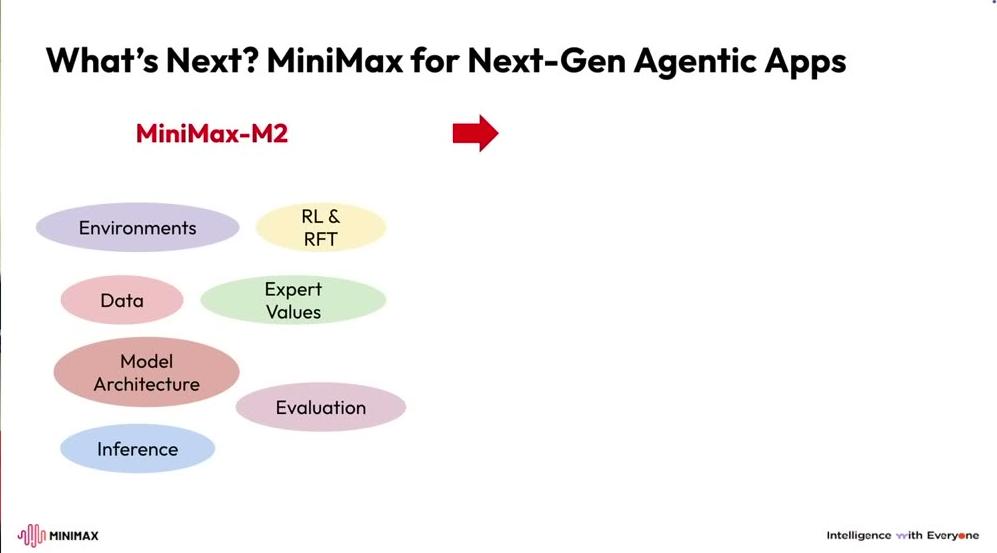 What’s Next? MiniMax for Next-Gen Agentic Apps
MiniMax-M2
Environments
RL &
RFT
Data
Expert
Values
Model
Architecture
Evaluation
Inference
MINIMAX
Intelligence with Everyone